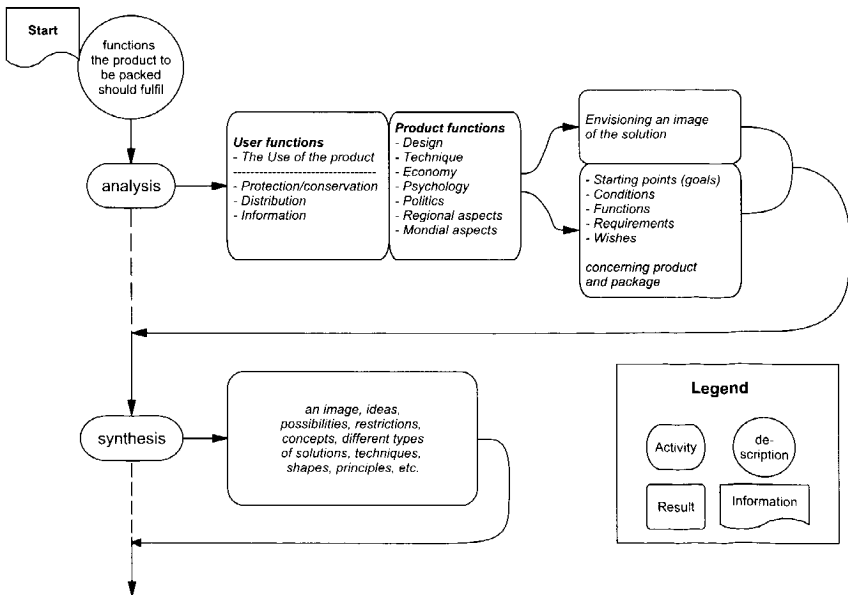 Start
functions
the product to
be packed
should fulfil
analysis
User functions
- The Use of the product
- Protection/conservation
- Distribution
- Information
Product functions
- Design
- Technique
- Economy
- Psychology
- Politics
- Regional aspects
- Mondial aspects
Envisioning an image
of the solution
- Starting points (goals)
- Conditions
- Functions
- Requirements
- Wishes
concerning product
and package
synthesis
an image, ideas,
possibilities, restrictions,
concepts, different types
of solutions, techniques,
shapes, principles, etc.
Legend
Activity
de-
scription
Result
Information